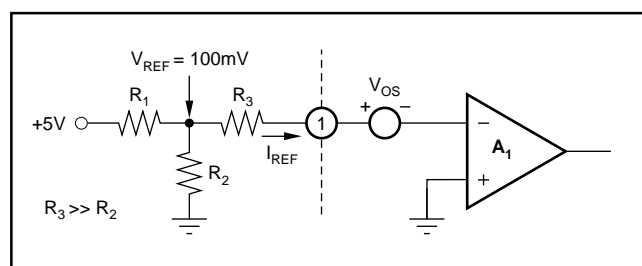 V_REF = 100mV
V_OS
R_1
R_3
+5V
1
I_REF
R_2
A_1
+ −
−
+
R_3 >> R_2